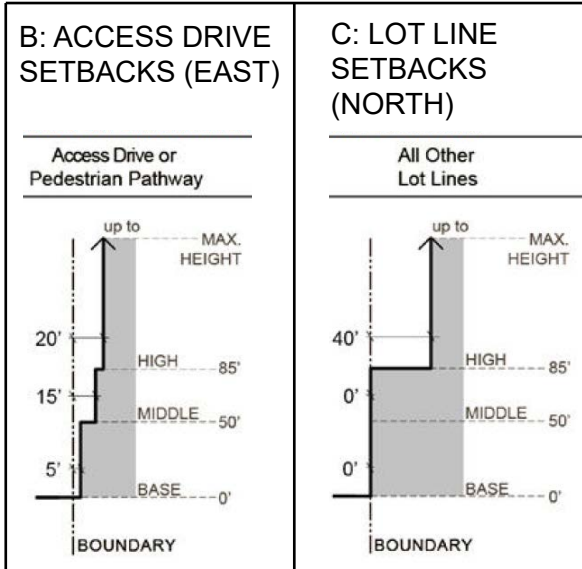 B: ACCESS DRIVE
SETBACKS (EAST)
Access Drive or
Pedestrian Pathway
up to
MAX.
HEIGHT
20'
HIGH
85'
15'
MIDDLE
50'
5'
BASE
0'
BOUNDARY
C: LOT LINE
SETBACKS
(NORTH)
All Other
Lot Lines
up to
MAX.
HEIGHT
40'
HIGH
85'
0'
MIDDLE
50'
0'
BASE
0'
BOUNDARY